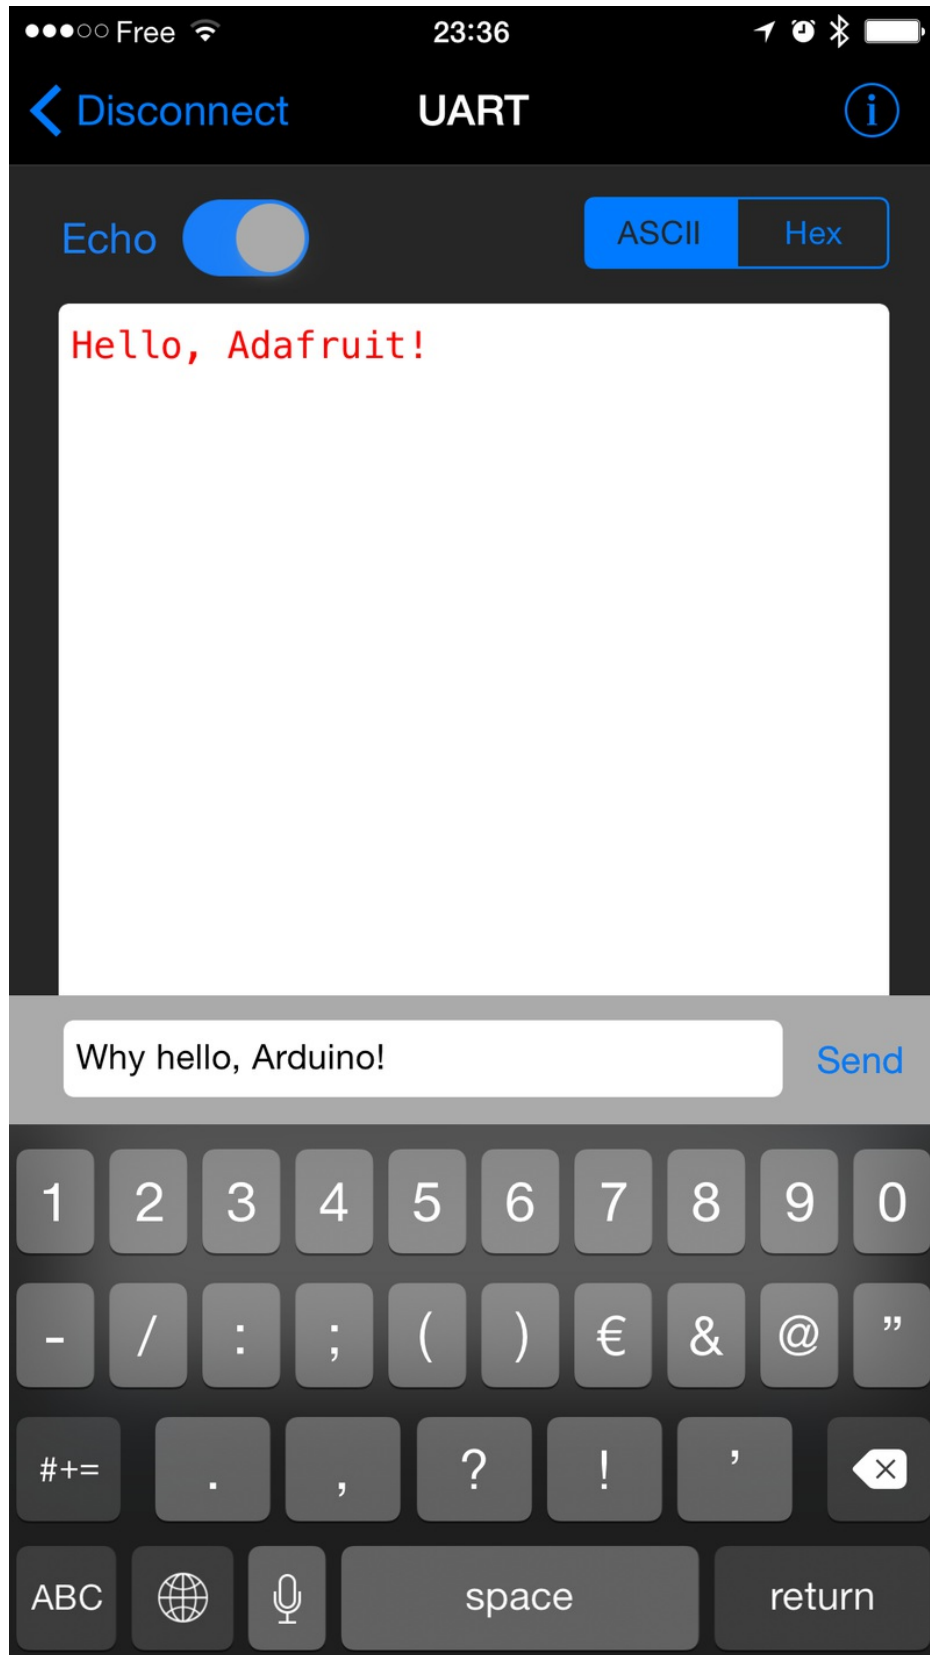 Free 23:36
Disconnect UART i
Echo ASCII Hex
Hello, Adafruit!
Why hello, Arduino! Send
1 2 3 4 5 6 7 8 9 0
- / : ; ( ) € & @ ”
#+= . , ? ! ’
ABC space return